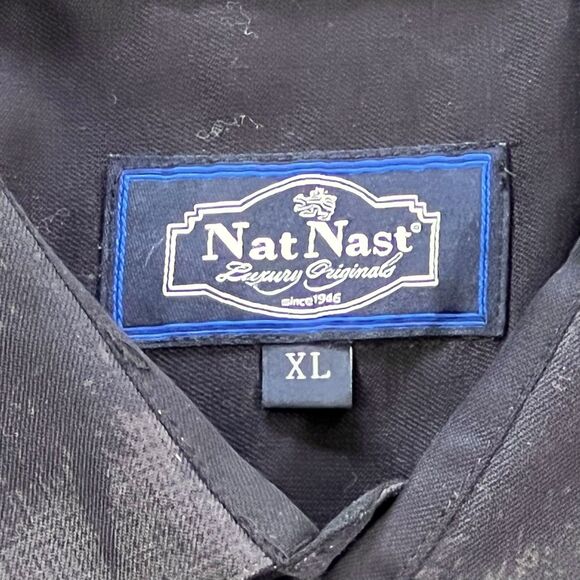 Nat Nast®
Luxury Originals
since 1946
XL